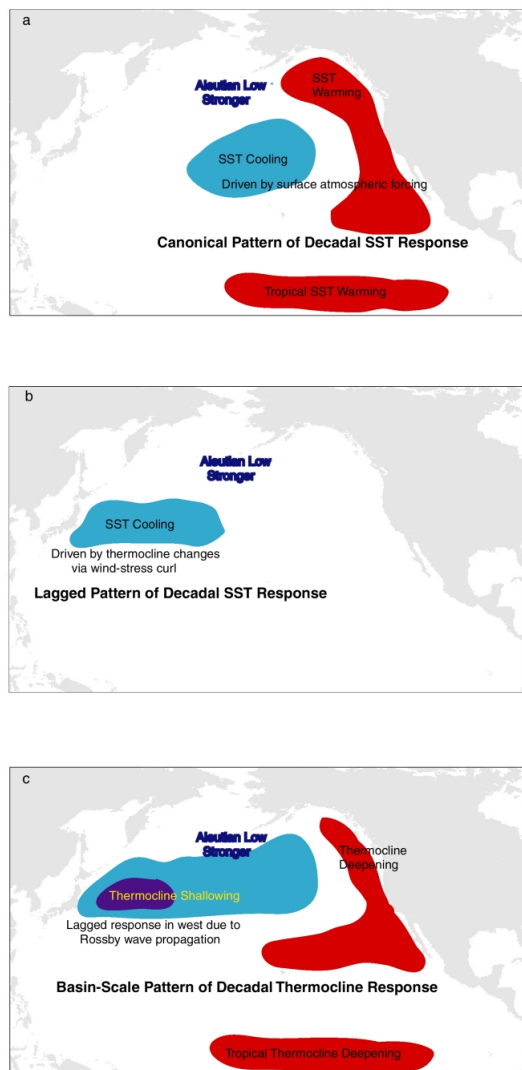 a
SST
Warming
Aleutian Low
Stronger
SST Cooling
Driven by surface atmospheric forcing
Canonical Pattern of Decadal SST Response
Tropical SST Warming
b
Aleutian Low
Stronger
SST Cooling
Driven by thermocline changes
via wind-stress curl
Lagged Pattern of Decadal SST Response
c
Aleutian Low
Stronger
Thermocline
Deepening
Thermocline Shallowing
Lagged response in west due to
Rossby wave propagation
Basin-Scale Pattern of Decadal Thermocline Response
Tropical Thermocline Deepening